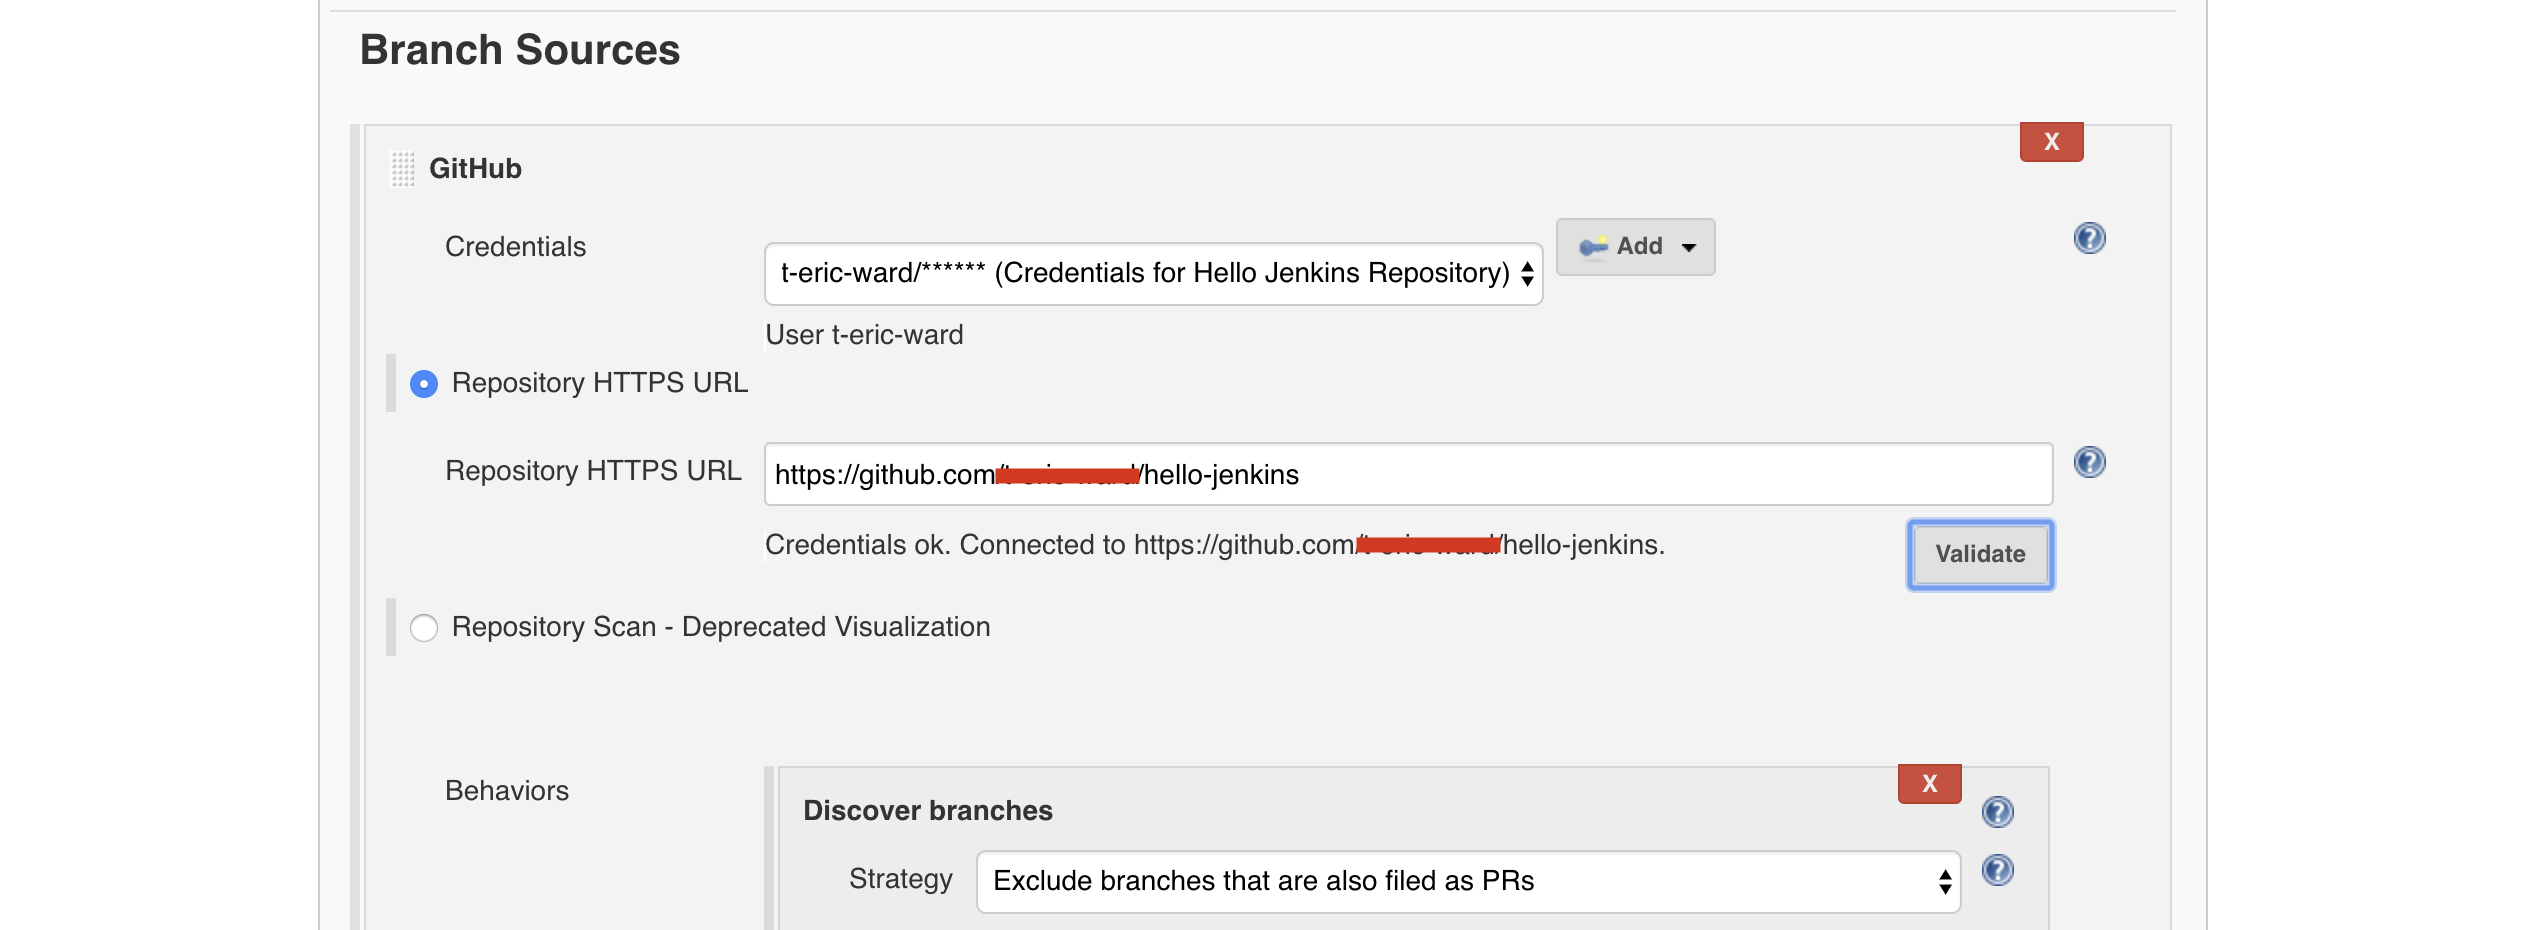 Branch Sources
X
GitHub
Credentials
t-eric-ward/****** (Credentials for Hello Jenkins Repository)
Add
User t-eric-ward
Repository HTTPS URL
Repository HTTPS URL
https://github.com/hello-jenkins
Credentials ok. Connected to https://github.com/hello-jenkins.
Validate
Repository Scan - Deprecated Visualization
Behaviors
X
Discover branches
Strategy
Exclude branches that are also filed as PRs